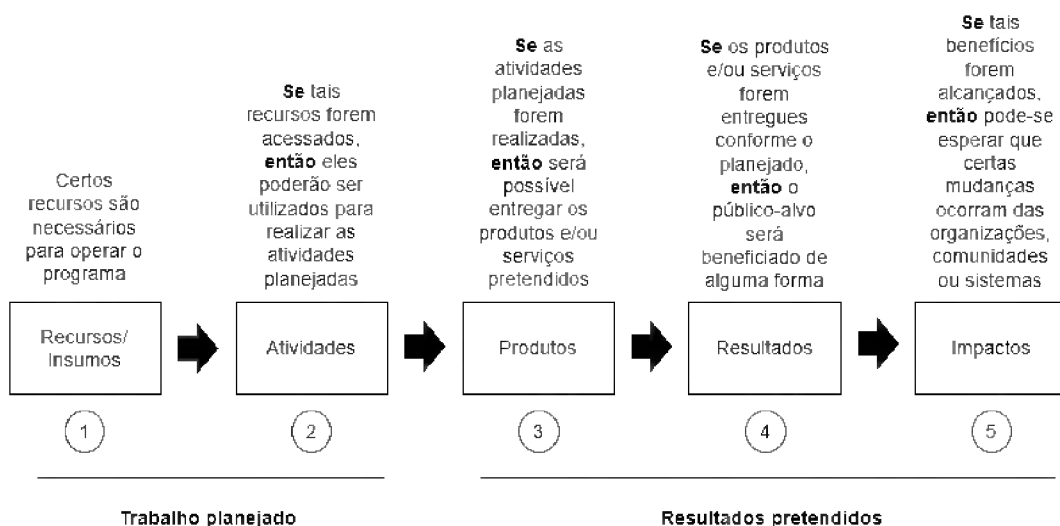 Certos
recursos são
necessários
para operar o
programa
Se tais
recursos forem
acessados,
então eles
poderão ser
utilizados para
realizar as
atividades
planejadas
Se as
atividades
planejadas
forem
realizadas,
então será
possível
entregar os
produtos e/ou
serviços
pretendidos
Se os produtos
e/ou serviços
forem
entregues
conforme o
planejado,
então o
público-alvo
será
beneficiado de
alguma forma
Se tais
benefícios
forem
alcançados,
então pode-se
esperar que
certas
mudanças
ocorram das
organizações,
comunidades
ou sistemas
Recursos/
Insumos
Atividades
Produtos
Resultados
Impactos
1
2
3
4
5
Trabalho planejado
Resultados pretendidos